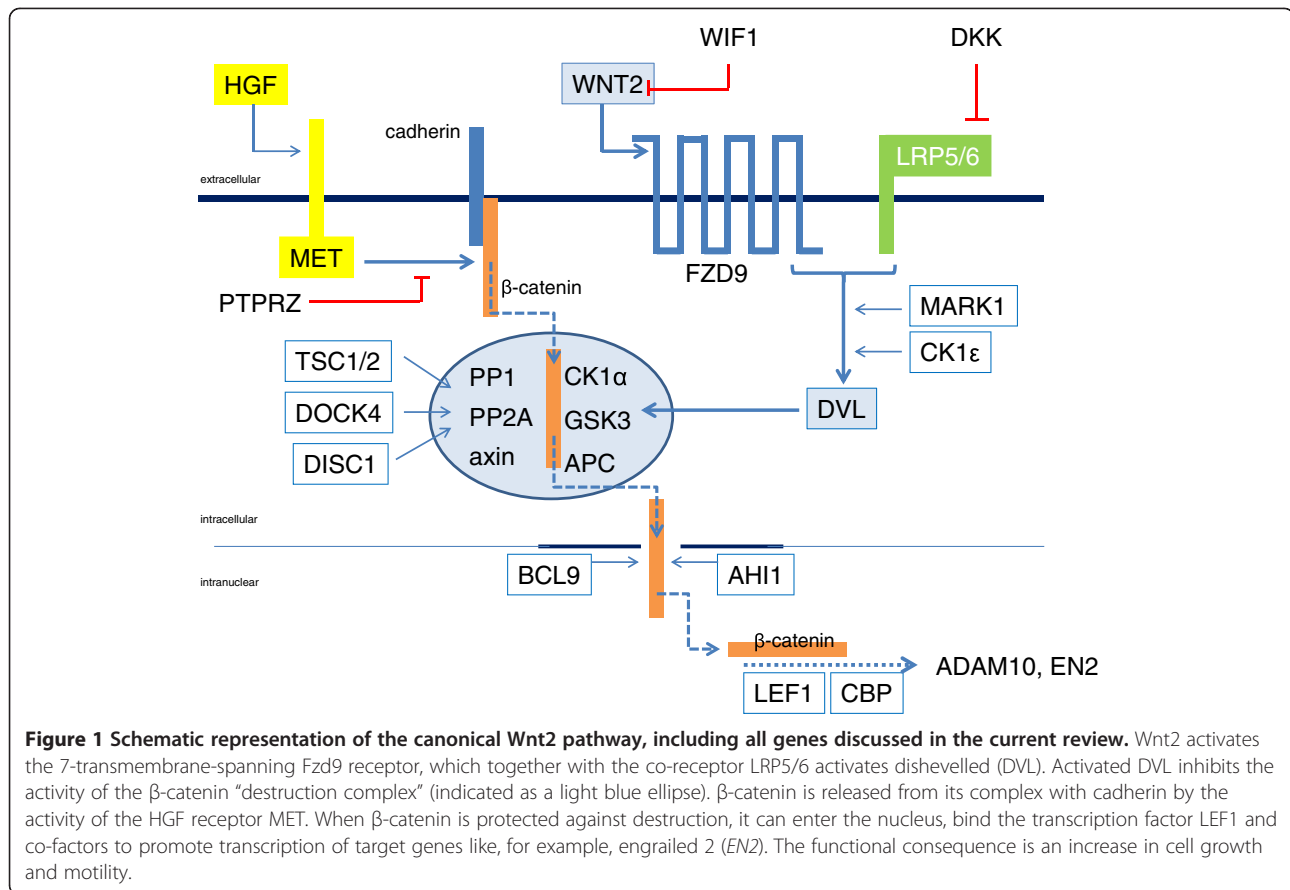 WIF1
DKK
HGF
WNT2
cadherin
LRP5/6
extracellular
MET
FZD9
PTPRZ
β-catenin
MARK1
TSC1/2
CK1ε
PP1
CK1α
DOCK4
PP2A
GSK3
DVL
DISC1
axin
APC
intracellular
intranuclear
BCL9
AHI1
β-catenin
ADAM10, EN2
LEF1
CBP
Figure 1 Schematic representation of the canonical Wnt2 pathway, including all genes discussed in the current review. Wnt2 activates
the 7-transmembrane-spanning Fzd9 receptor, which together with the co-receptor LRP5/6 activates dishevelled (DVL). Activated DVL inhibits the
activity of the β-catenin “destruction complex” (indicated as a light blue ellipse). β-catenin is released from its complex with cadherin by the
activity of the HGF receptor MET. When β-catenin is protected against destruction, it can enter the nucleus, bind the transcription factor LEF1 and
co-factors to promote transcription of target genes like, for example, engrailed 2 (EN2). The functional consequence is an increase in cell growth
and motility.